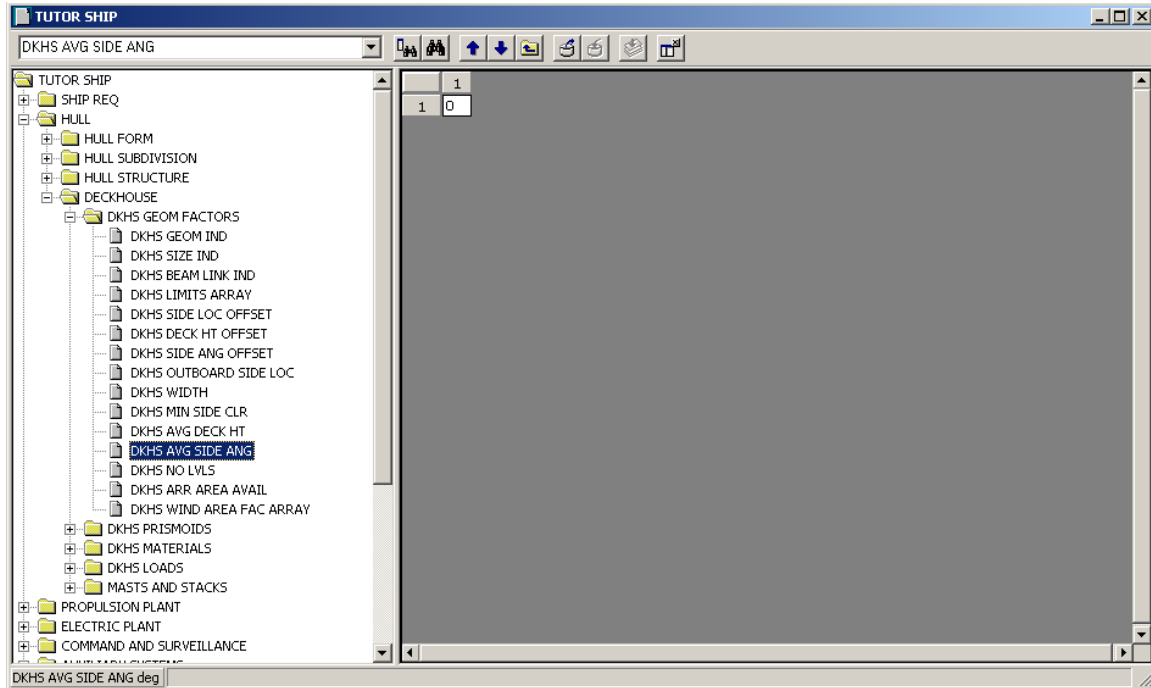 TUTOR SHIP
DKHS AVG SIDE ANG
TUTOR SHIP
SHIP REQ
HULL
HULL FORM
HULL SUBDIVISION
HULL STRUCTURE
DECKHOUSE
DKHS GEOM FACTORS
DKHS GEOM IND
DKHS SIZE IND
DKHS BEAM LINK IND
DKHS LIMITS ARRAY
DKHS SIDE LOC OFFSET
DKHS DECK HT OFFSET
DKHS SIDE ANG OFFSET
DKHS OUTBOARD SIDE LOC
DKHS WIDTH
DKHS MIN SIDE CLR
DKHS AVG DECK HT
DKHS AVG SIDE ANG
DKHS NO LVLS
DKHS ARR AREA AVAIL
DKHS WIND AREA FAC ARRAY
DKHS PRISMOIDS
DKHS MATERIALS
DKHS LOADS
MASTS AND STACKS
PROPULSION PLANT
ELECTRIC PLANT
COMMAND AND SURVEILLANCE
1
1 0
DKHS AVG SIDE ANG deg